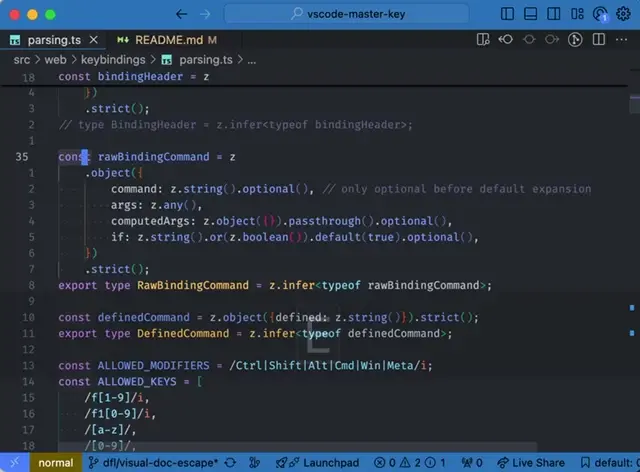 vscode-master-key
parsing.ts
README.md M
src > web > keybindings > parsing.ts > ...
18 const bindingHeader = z
4 })
3 .strict();
2 // type BindingHeader = z.infer<typeof bindingHeader>;
1
35 const rawBindingCommand = z
1 .object({
2 command: z.string().optional(), // only optional before default expansion
3 args: z.any(),
4 computedArgs: z.object({}).passthrough().optional(),
5 if: z.string().or(z.boolean()).default(true).optional(),
6 })
7 .strict();
8 export type RawBindingCommand = z.infer<typeof rawBindingCommand>;
9
10 const definedCommand = z.object({defined: z.string()}).strict();
11 export type DefinedCommand = z.infer<typeof definedCommand>;
12
13 const ALLOWED_MODIFIERS = /Ctrl|Shift|Alt|Cmd|Win|Meta/i;
14 const ALLOWED_KEYS = [
15 /f[1-9]/i,
16 /f1[0-9]/i,
17 /[a-z]/,
18 /[0-9]/,
normal dfl/visual-doc-escape* Launchpad 0 2 1 0 Live Share default: